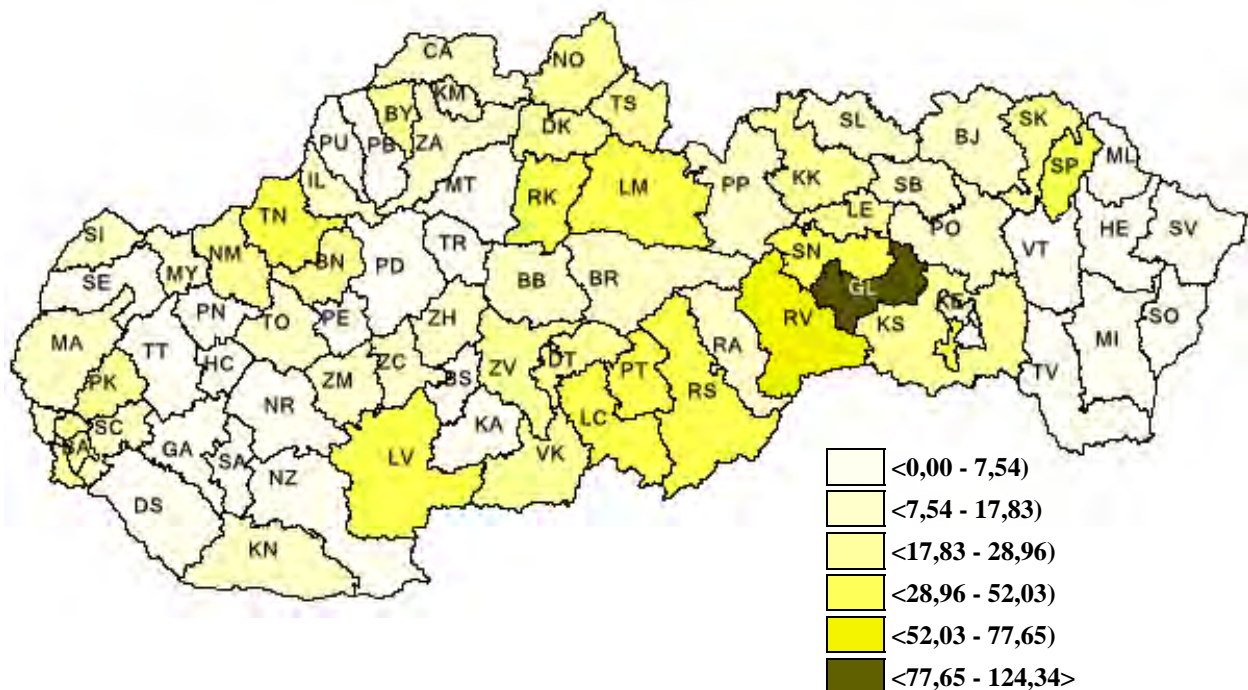 CA
NO
KM
TS
BY
DK
PU
PB
ZA
SL
BJ
SK
ML
SP
IL
MT
RK
LM
PP
KK
SB
TN
LE
SI
NM
BN
PD
TR
SN
PO
HE
SV
VT
SE
MY
BB
BR
GL
PN
TO
PE
ZH
RV
KS
KE
SO
MA
TT
HC
ZM
ZC
BS
ZV
DT
PT
RA
MI
PK
NR
KA
LC
RS
TV
SC
BA
GA
SA
NZ
LV
VK
DS
KN
<0,00 - 7,54)
<7,54 - 17,83)
<17,83 - 28,96)
<28,96 - 52,03)
<52,03 - 77,65)
<77,65 - 124,34>